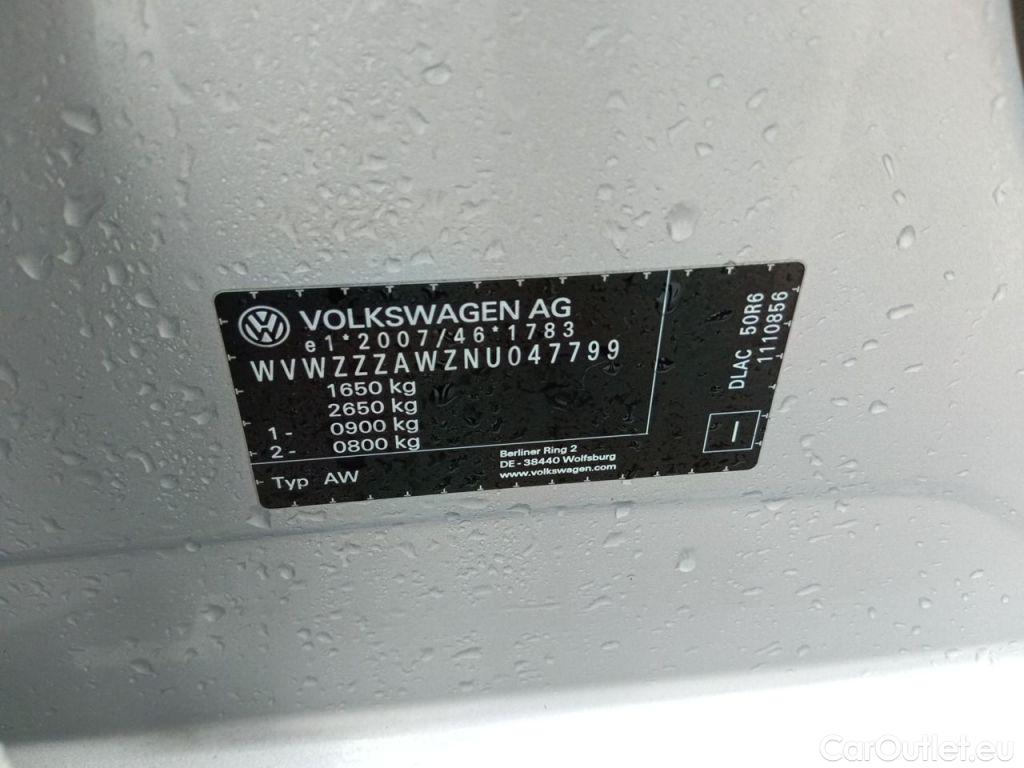 VOLKSWAGEN AG
e1*2007/46*1783
WVWZZZAWZNU047799
1650 kg
2650 kg
1- 0900 kg
2- 0800 kg
Typ AW
Berliner Ring 2
DE - 38440 Wolfsburg
www.volkswagen.com
DLAC 50R6
1110856
CarOutlet.eu